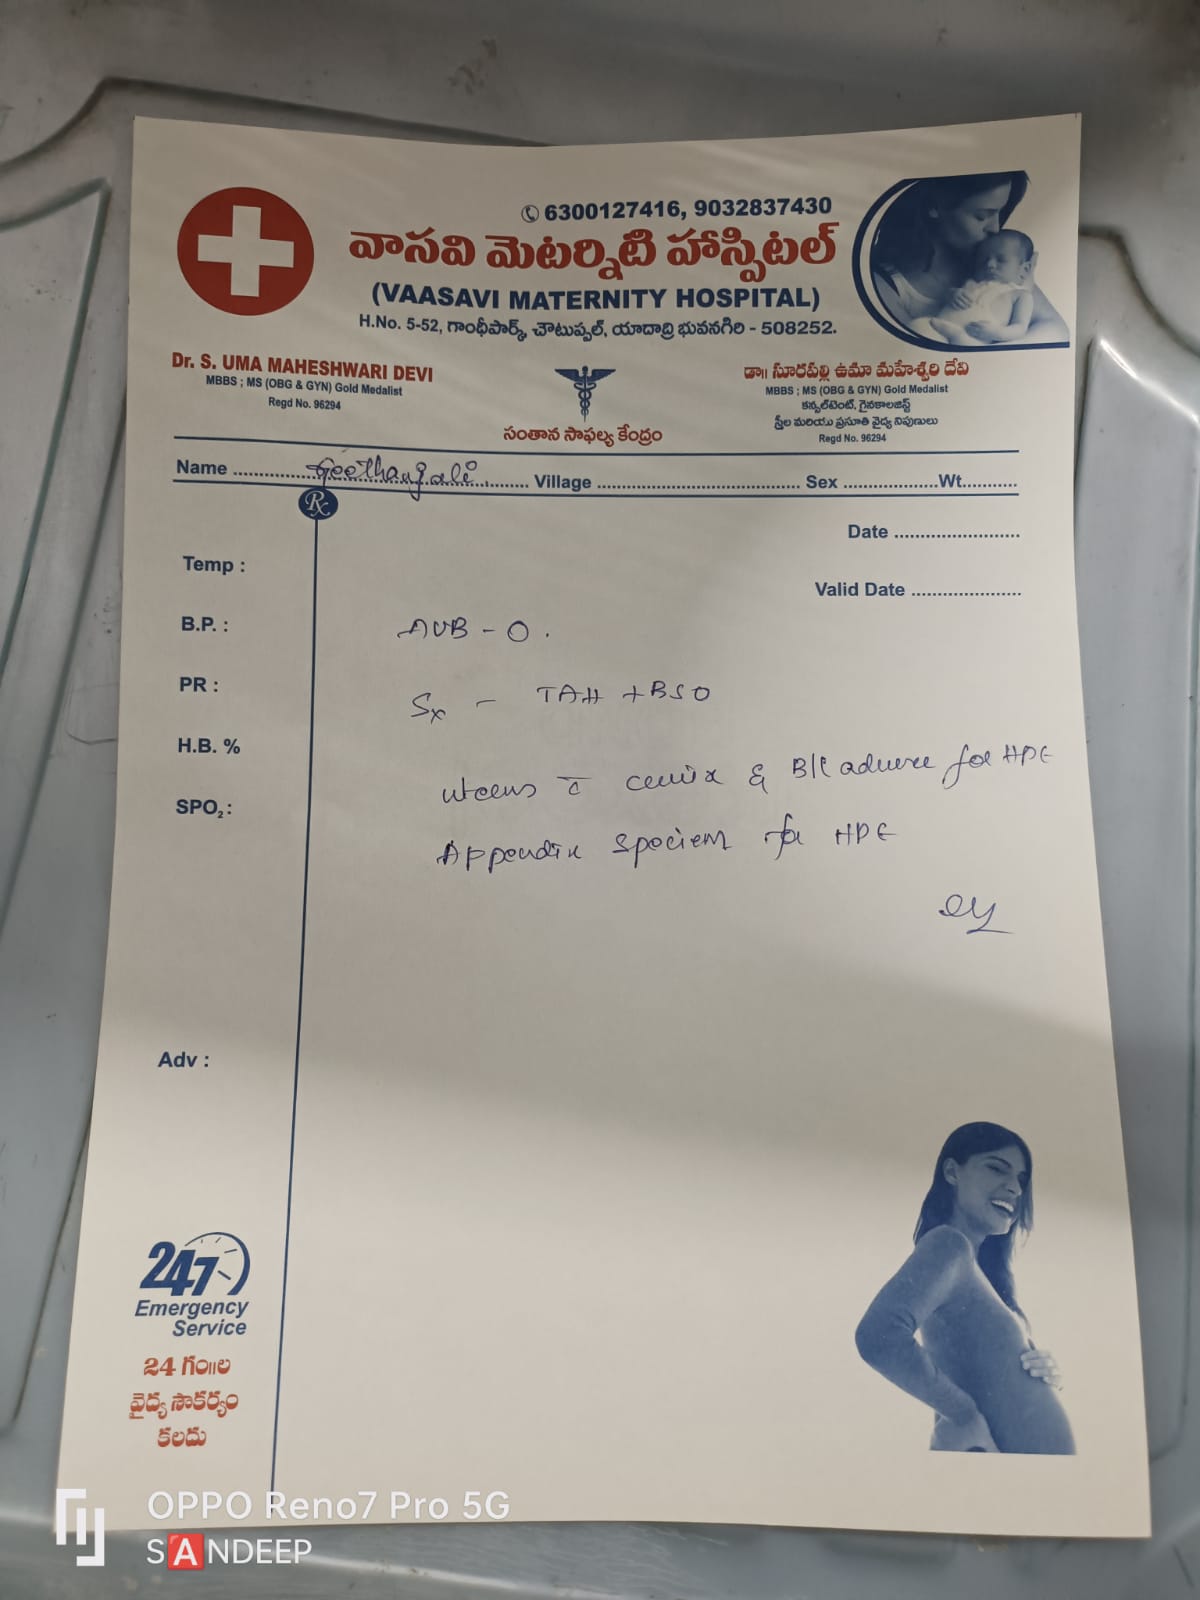 6300127416, 9032837430
వాసవి మెటర్నిటి హాస్పిటల్
(VAASAVI MATERNITY HOSPITAL)
H.No. 5-52, గాంధీపార్క్, చౌటుప్పల్, యాదాద్రి భువనగిరి - 508252.
Dr. S. UMA MAHESHWARI DEVI
MBBS ; MS (OBG & GYN) Gold Medalist
Regd No. 96294
డా॥ సూరపల్లి ఉమా మహేశ్వరి దేవి
MBBS ; MS (OBG & GYN) Gold Medalist
కన్సల్టెంట్, గైనకాలజిస్ట్
స్త్రీల మరియు ప్రసూతి వైద్య నిపుణులు
Regd No. 96294
సంతాన సాఫల్య కేంద్రం
Name ........ Geethanjali ........ Village ........ Sex ........ Wt........
Rx
Date ........
Valid Date ........
Temp :
B.P. :
PR :
H.B. %
SPO₂ :
Adv :
AUB - O.
Sx - TAH + BSO
uterus c̄ cervix & B/L for HPE
Appendix speciem for HPE
24/7
Emergency
Service
24 గం॥ల
వైద్య సౌకర్యం
కలదు
OPPO Reno7 Pro 5G
SANDEEP